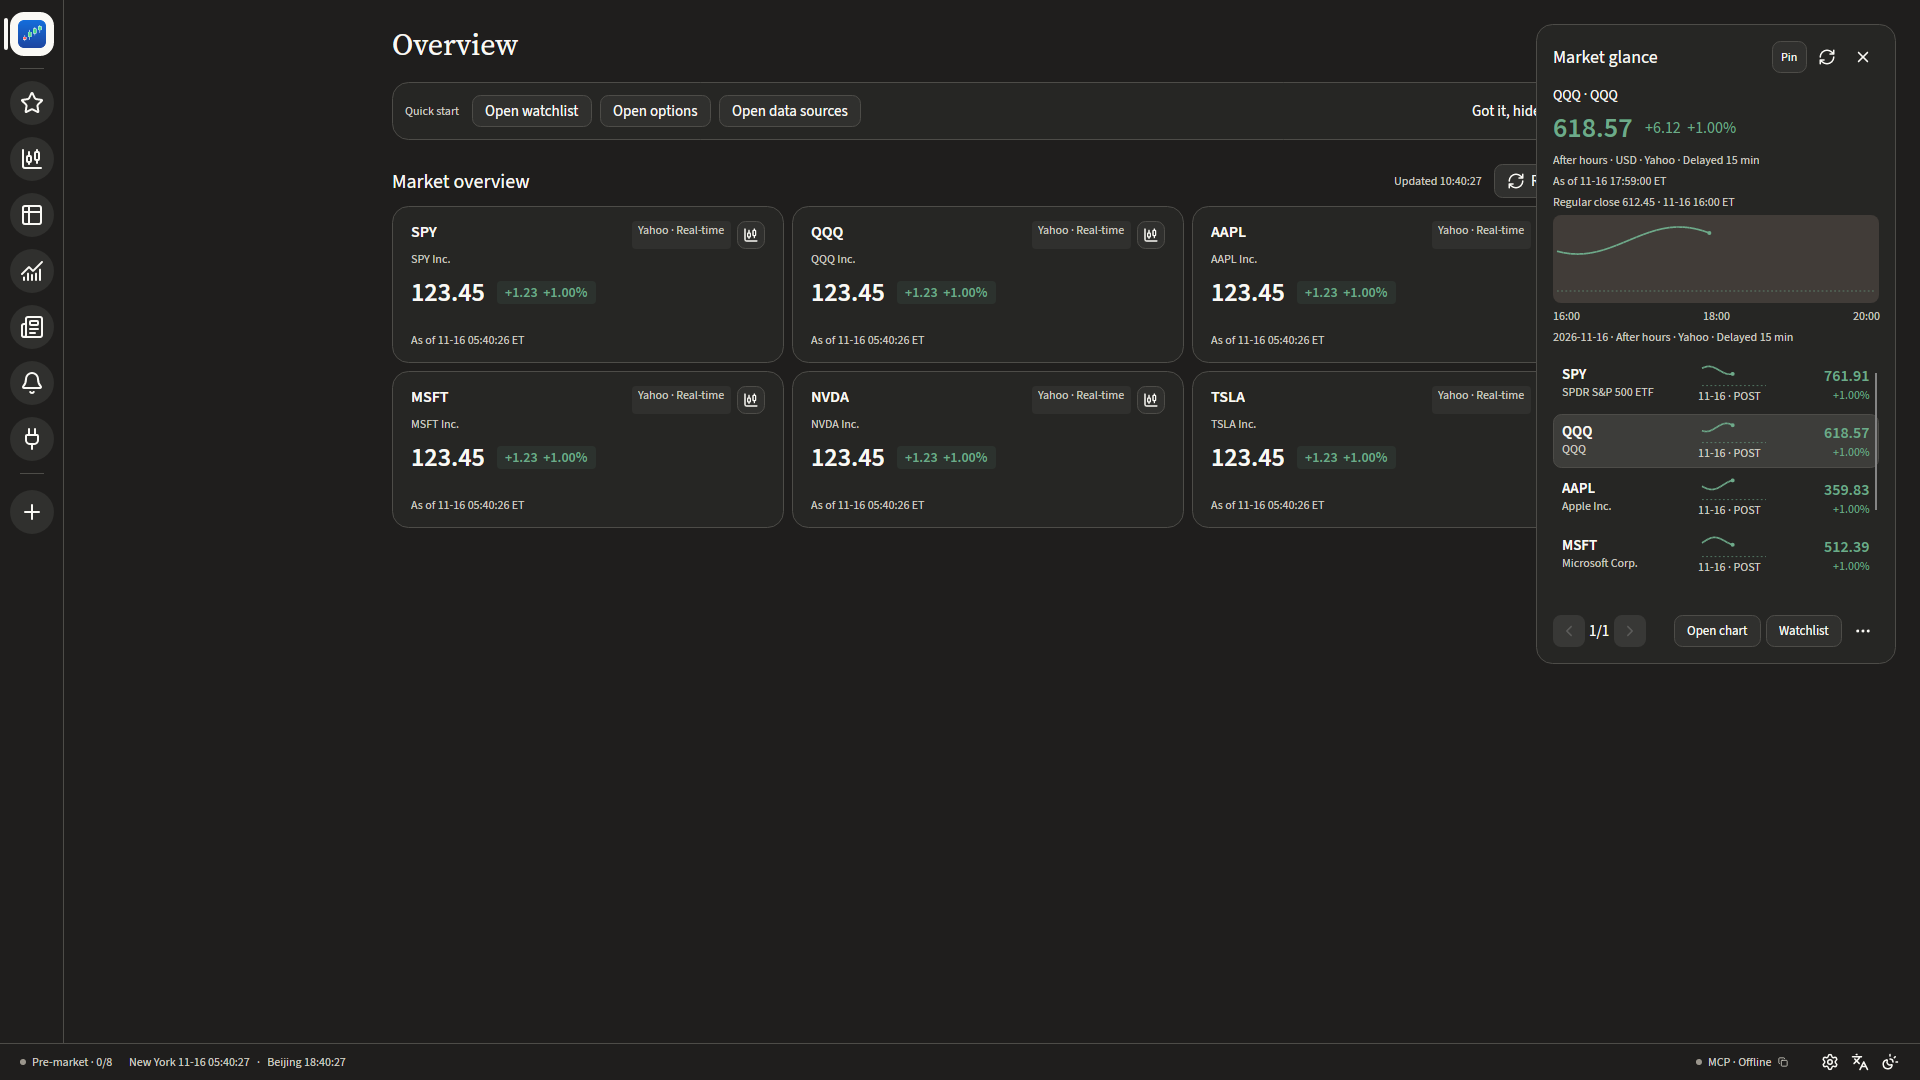 Overview
Quick start
Open watchlist
Open options
Open data sources
Got it, hide
Market overview
Updated 10:40:27
SPY
Yahoo · Real-time
SPY Inc.
123.45
+1.23 +1.00%
As of 11-16 05:40:26 ET
QQQ
Yahoo · Real-time
QQQ Inc.
123.45
+1.23 +1.00%
As of 11-16 05:40:26 ET
AAPL
Yahoo · Real-time
AAPL Inc.
123.45
+1.23 +1.00%
As of 11-16 05:40:26 ET
MSFT
Yahoo · Real-time
MSFT Inc.
123.45
+1.23 +1.00%
As of 11-16 05:40:26 ET
NVDA
Yahoo · Real-time
NVDA Inc.
123.45
+1.23 +1.00%
As of 11-16 05:40:26 ET
TSLA
Yahoo · Real-time
TSLA Inc.
123.45
+1.23 +1.00%
As of 11-16 05:40:26 ET
Market glance
Pin
QQQ · QQQ
618.57 +6.12 +1.00%
After hours · USD · Yahoo · Delayed 15 min
As of 11-16 17:59:00 ET
Regular close 612.45 · 11-16 16:00 ET
16:00 18:00 20:00
2026-11-16 · After hours · Yahoo · Delayed 15 min
SPY
SPDR S&P 500 ETF
11-16 · POST
761.91
+1.00%
QQQ
QQQ
11-16 · POST
618.57
+1.00%
AAPL
Apple Inc.
11-16 · POST
359.83
+1.00%
MSFT
Microsoft Corp.
11-16 · POST
512.39
+1.00%
1/1
Open chart
Watchlist
Pre-market · 0/8
New York 11-16 05:40:27 · Beijing 18:40:27
MCP · Offline